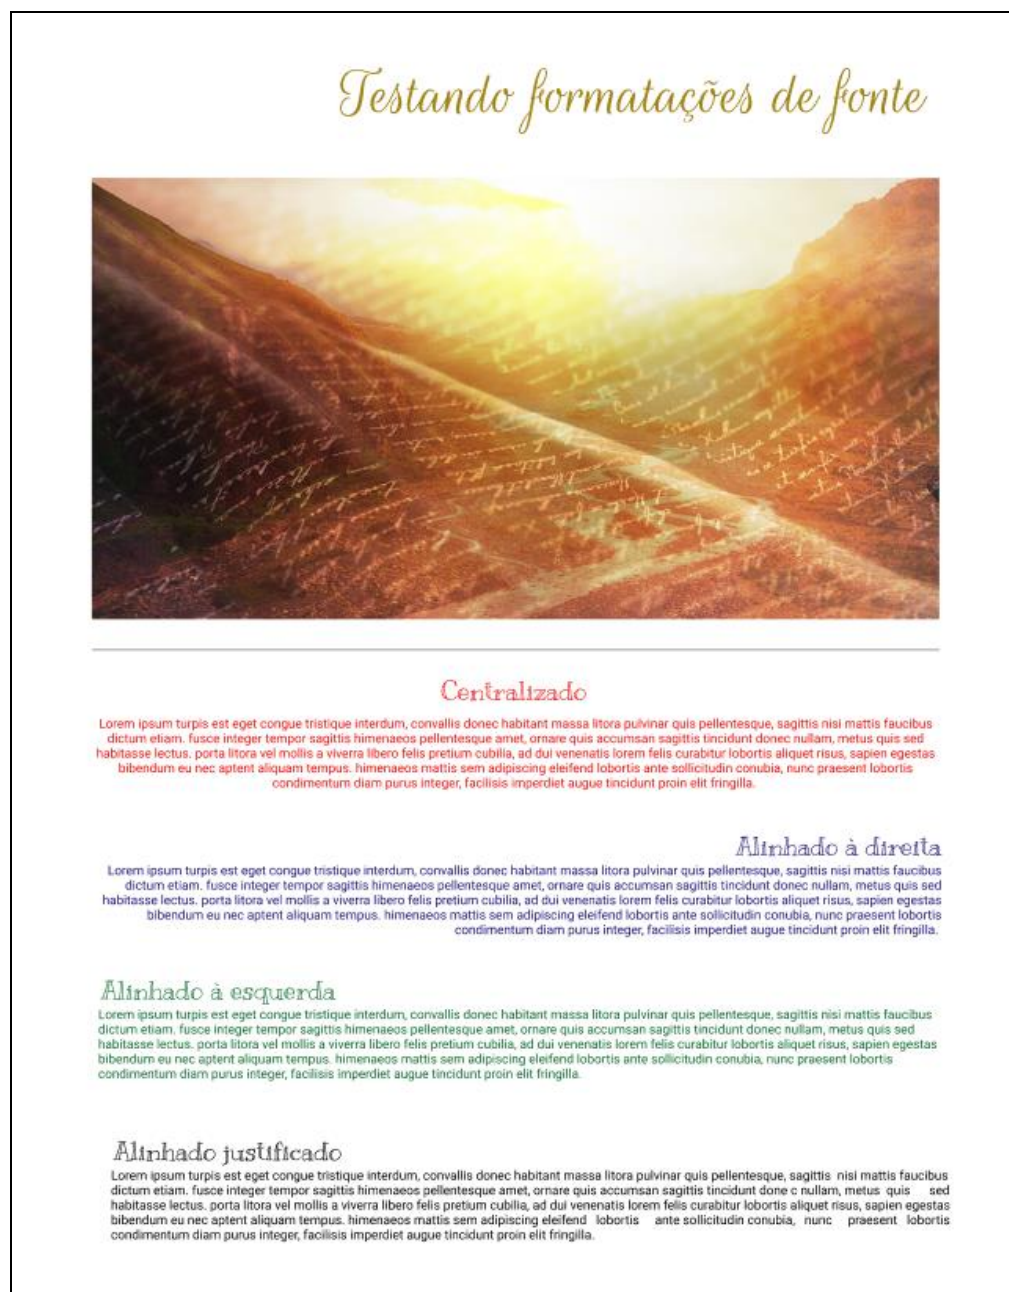 Testando formatações de fonte
Centralizado
Lorem ipsum turpis est eget congue tristique interdum, convallis donec habitant massa litora pulvinar quis pellentesque, sagittis nisi mattis faucibus
dictum etiam. fusce integer tempor sagittis himenaeos pellentesque amet, ornare quis accumsan sagittis tincidunt donec nullam, metus quis sed
habitasse lectus. porta litora vel mollis a viverra libero felis pretium cubilia, ad dui venenatis lorem felis curabitur lobortis aliquet risus, sapien egestas
bibendum eu nec aptent aliquam tempus. himenaeos mattis sem adipiscing eleifend lobortis ante sollicitudin conubia, nunc praesent lobortis
condimentum diam purus integer, facilisis imperdiet augue tincidunt proin elit fringilla.
Alinhado à direita
Lorem ipsum turpis est eget congue tristique interdum, convallis donec habitant massa litora pulvinar quis pellentesque, sagittis nisi mattis faucibus
dictum etiam. fusce integer tempor sagittis himenaeos pellentesque amet, ornare quis accumsan sagittis tincidunt donec nullam, metus quis sed
habitasse lectus. porta litora vel mollis a viverra libero felis pretium cubilia, ad dui venenatis lorem felis curabitur lobortis aliquet risus, sapien egestas
bibendum eu nec aptent aliquam tempus. himenaeos mattis sem adipiscing eleifend lobortis ante sollicitudin conubia, nunc praesent lobortis
condimentum diam purus integer, facilisis imperdiet augue tincidunt proin elit fringilla.
Alinhado à esquerda
Lorem ipsum turpis est eget congue tristique interdum, convallis donec habitant massa litora pulvinar quis pellentesque, sagittis nisi mattis faucibus
dictum etiam. fusce integer tempor sagittis himenaeos pellentesque amet, ornare quis accumsan sagittis tincidunt donec nullam, metus quis sed
habitasse lectus. porta litora vel mollis a viverra libero felis pretium cubilia, ad dui venenatis lorem felis curabitur lobortis aliquet risus, sapien egestas
bibendum eu nec aptent aliquam tempus. himenaeos mattis sem adipiscing eleifend lobortis ante sollicitudin conubia, nunc praesent lobortis
condimentum diam purus integer, facilisis imperdiet augue tincidunt proin elit fringilla.
Alinhado justificado
Lorem ipsum turpis est eget congue tristique interdum, convallis donec habitant massa litora pulvinar quis pellentesque, sagittis nisi mattis faucibus
dictum etiam. fusce integer tempor sagittis himenaeos pellentesque amet, ornare quis accumsan sagittis tincidunt done c nullam, metus quis sed
habitasse lectus. porta litora vel mollis a viverra libero felis pretium cubilia, ad dui venenatis lorem felis curabitur lobortis aliquet risus, sapien egestas
bibendum eu nec aptent aliquam tempus. himenaeos mattis sem adipiscing eleifend lobortis ante sollicitudin conubia, nunc praesent lobortis
condimentum diam purus integer, facilisis imperdiet augue tincidunt proin elit fringilla.